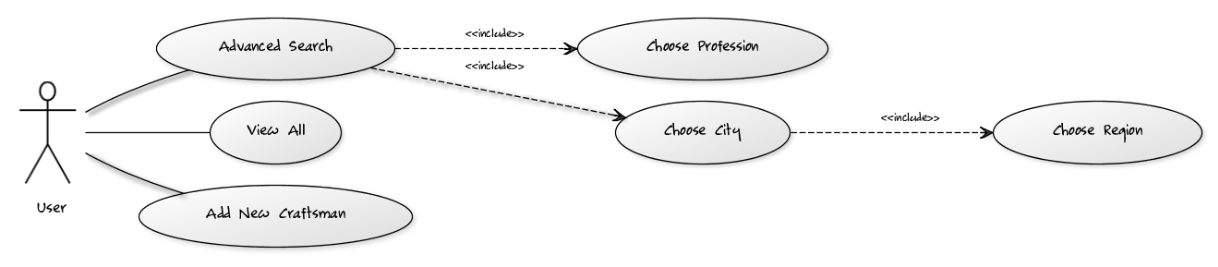 Advanced Search
<<include>>
Choose Profession
<<include>>
View All
Choose City
<<include>>
Choose Region
User
Add New Craftsman